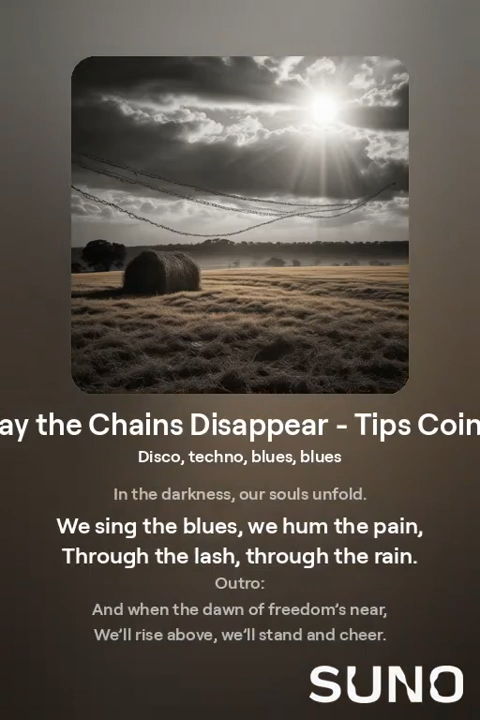 ay the Chains Disappear - Tips Coin
Disco, techno, blues, blues
In the darkness, our souls unfold.
We sing the blues, we hum the pain,
Through the lash, through the rain.
Outro:
And when the dawn of freedom’s near,
We’ll rise above, we’ll stand and cheer.
SUNO